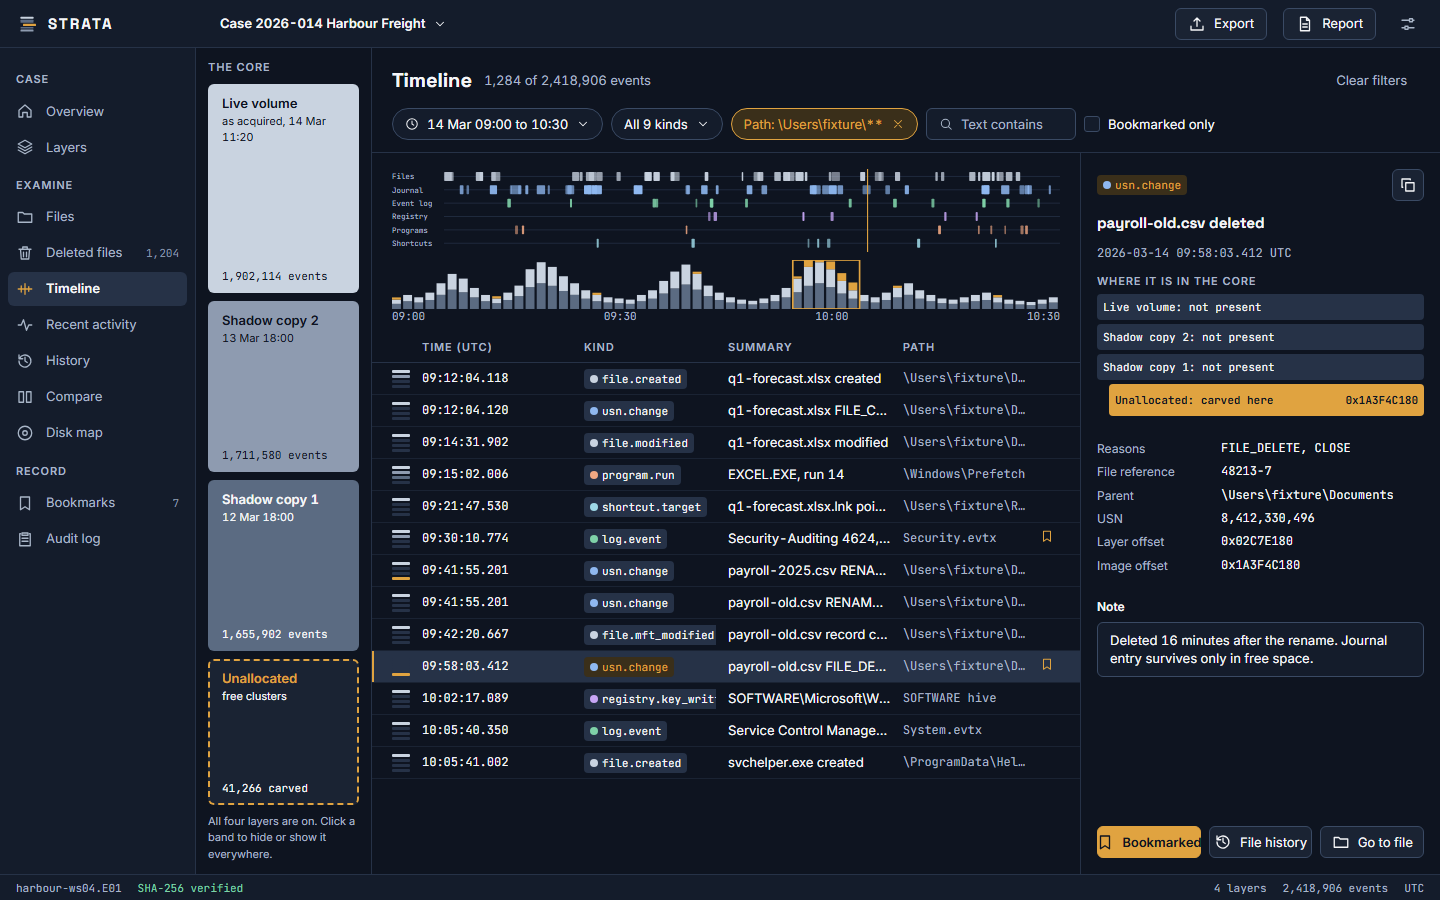 STRATA
Case 2026-014 Harbour Freight
Export
Report
CASE
Overview
Layers
EXAMINE
Files
Deleted files 1,204
Timeline
Recent activity
History
Compare
Disk map
RECORD
Bookmarks 7
Audit log
THE CORE
Live volume
as acquired, 14 Mar
11:20
1,902,114 events
Shadow copy 2
13 Mar 18:00
1,711,580 events
Shadow copy 1
12 Mar 18:00
1,655,902 events
Unallocated
free clusters
41,266 carved
All four layers are on. Click a
band to hide or show it
everywhere.
Timeline 1,284 of 2,418,906 events
Clear filters
14 Mar 09:00 to 10:30
All 9 kinds
Path: \Users\fixture\**
Text contains
Bookmarked only
Files
Journal
Event log
Registry
Programs
Shortcuts
09:00 09:30 10:00 10:30
TIME (UTC) KIND SUMMARY PATH
09:12:04.118 file.created q1-forecast.xlsx created \Users\fixture\D…
09:12:04.120 usn.change q1-forecast.xlsx FILE_C… \Users\fixture\D…
09:14:31.902 file.modified q1-forecast.xlsx modified \Users\fixture\D…
09:15:02.006 program.run EXCEL.EXE, run 14 \Windows\Prefetch
09:21:47.530 shortcut.target q1-forecast.xlsx.lnk poi… \Users\fixture\R…
09:30:10.774 log.event Security-Auditing 4624,… Security.evtx
09:41:55.201 usn.change payroll-2025.csv RENA… \Users\fixture\D…
09:41:55.201 usn.change payroll-old.csv RENAM… \Users\fixture\D…
09:42:20.667 file.mft_modified payroll-old.csv record c… \Users\fixture\D…
09:58:03.412 usn.change payroll-old.csv FILE_DE… \Users\fixture\D…
10:02:17.089 registry.key_writt SOFTWARE\Microsoft\W… SOFTWARE hive
10:05:40.350 log.event Service Control Manage… System.evtx
10:05:41.002 file.created svchelper.exe created \ProgramData\Hel…
usn.change
payroll-old.csv deleted
2026-03-14 09:58:03.412 UTC
WHERE IT IS IN THE CORE
Live volume: not present
Shadow copy 2: not present
Shadow copy 1: not present
Unallocated: carved here 0x1A3F4C180
Reasons FILE_DELETE, CLOSE
File reference 48213-7
Parent \Users\fixture\Documents
USN 8,412,330,496
Layer offset 0x02C7E180
Image offset 0x1A3F4C180
Note
Deleted 16 minutes after the rename. Journal
entry survives only in free space.
Bookmarked
File history
Go to file
harbour-ws04.E01 SHA-256 verified
4 layers 2,418,906 events UTC